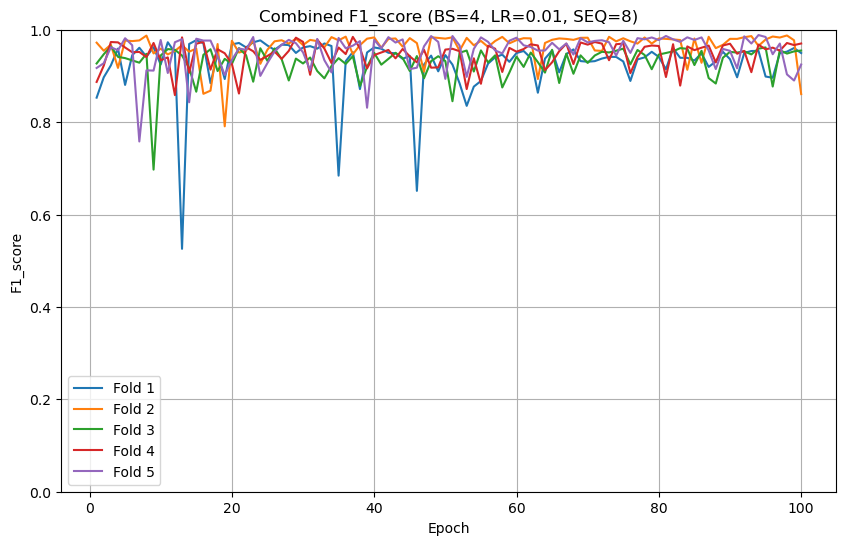 Combined F1_score (BS=4, LR=0.01, SEQ=8)
1.0
0.8
0.6
0.4
0.2
0.0
F1_score
Fold 1
Fold 2
Fold 3
Fold 4
Fold 5
0 20 40 60 80 100
Epoch